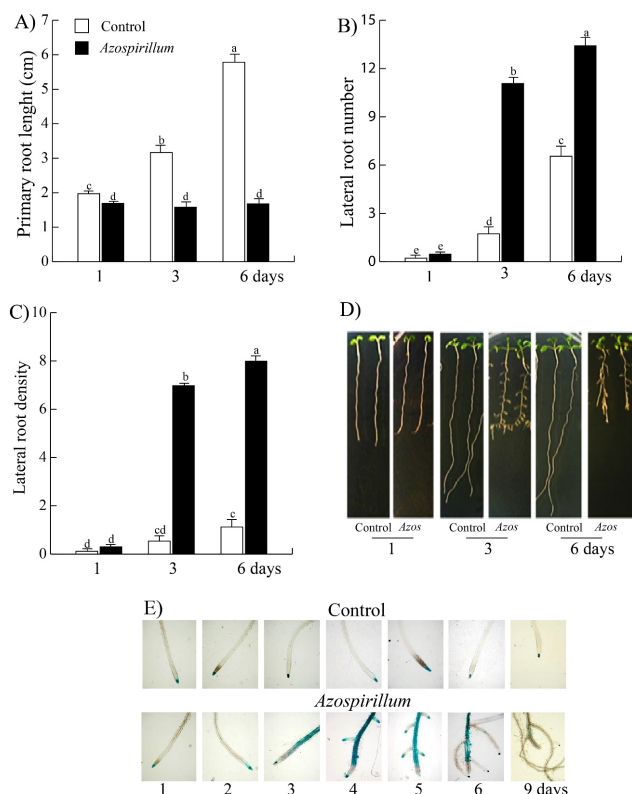 A)
Control
Azospirillum
Primary root lenght (cm)
7
6
5
4
3
2
1
0
c
d
b
d
a
d
1
3
6 days
B)
Lateral root number
15
12
9
6
3
0
e
e
d
b
c
a
1
3
6 days
C)
Lateral root density
10
8
6
4
2
0
d
d
cd
b
c
a
1
3
6 days
D)
Control
Azos
Control
Azos
Control
Azos
1
3
6 days
E)
Control
Azospirillum
1
2
3
4
5
6
9 days